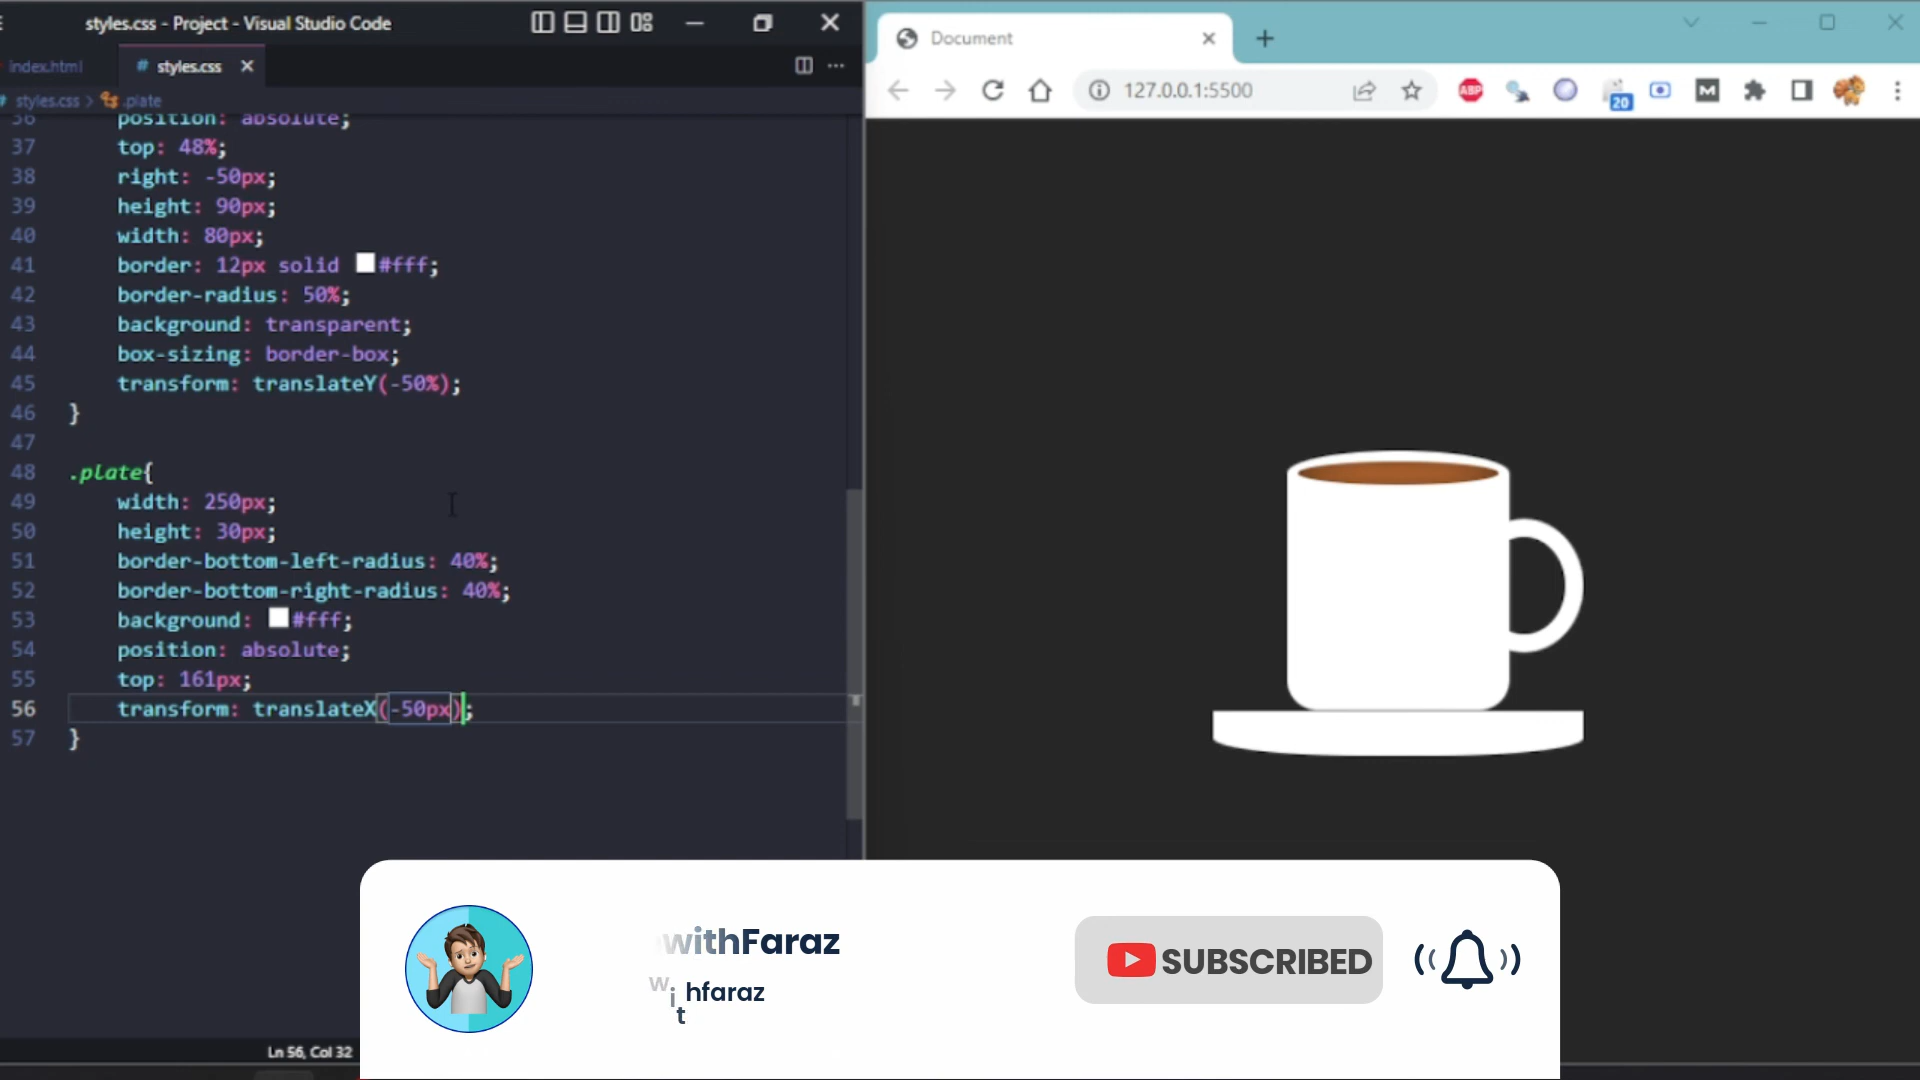 styles.css - Project - Visual Studio Code
index.html
# styles.css
styles.css > .plate
36 position: absolute;
37 top: 48%;
38 right: -50px;
39 height: 90px;
40 width: 80px;
41 border: 12px solid #fff;
42 border-radius: 50%;
43 background: transparent;
44 box-sizing: border-box;
45 transform: translateY(-50%);
46 }
47
48 .plate{
49 width: 250px;
50 height: 30px;
51 border-bottom-left-radius: 40%;
52 border-bottom-right-radius: 40%;
53 background: #fff;
54 position: absolute;
55 top: 161px;
56 transform: translateX(-50px);
57 }
Ln 56, Col 32
Document
127.0.0.1:5500
ABP
20
M
withFaraz
withfaraz
SUBSCRIBED